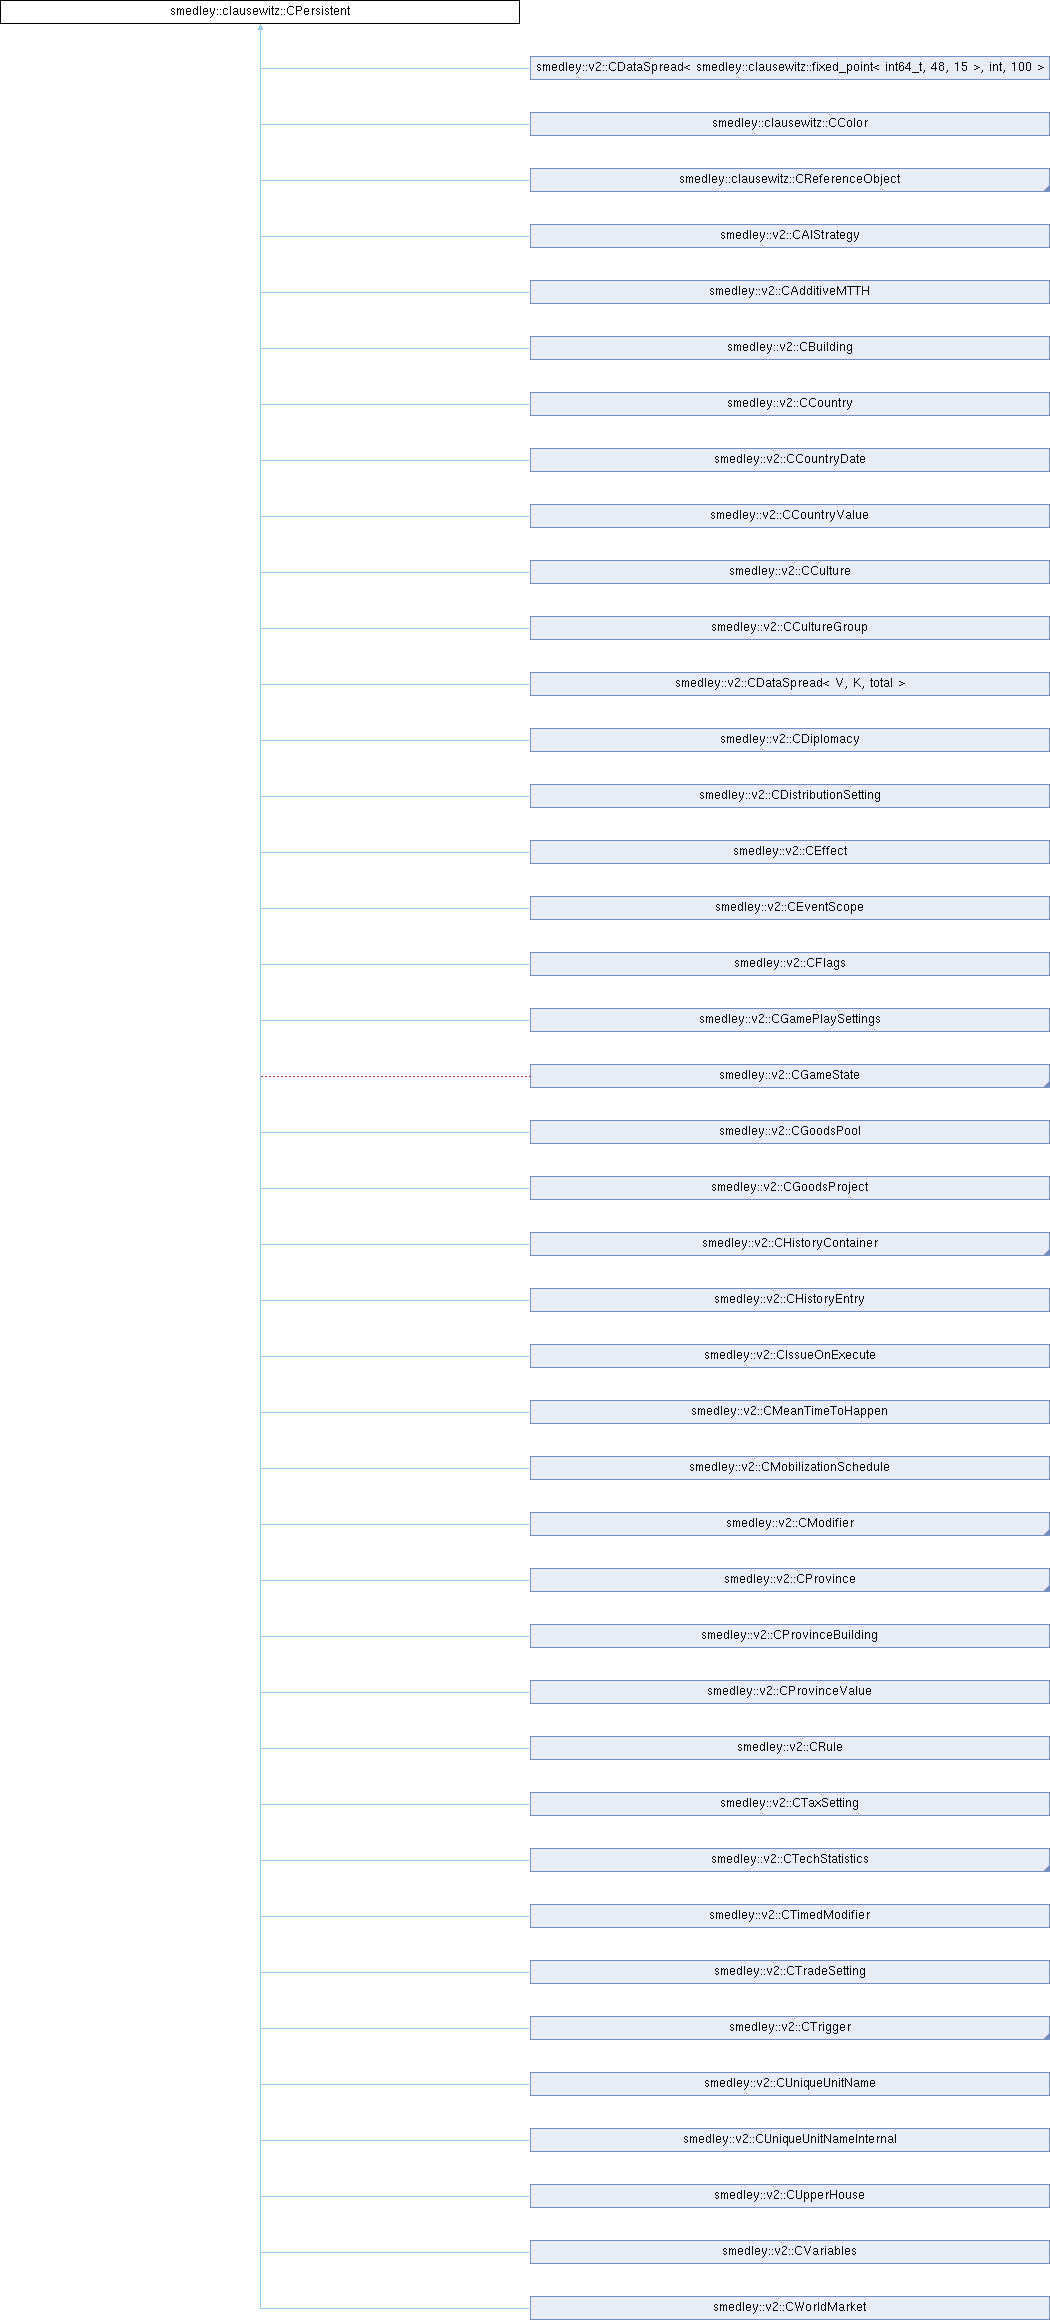 smedley::clausewitz::CPersistent
smedley::v2::CDataSpread< smedley::clausewitz::fixed_point< int64_t, 48, 15 >, int, 100 >
smedley::clausewitz::CColor
smedley::clausewitz::CReferenceObject
smedley::v2::CAIStrategy
smedley::v2::CAdditiveMTTH
smedley::v2::CBuilding
smedley::v2::CCountry
smedley::v2::CCountryDate
smedley::v2::CCountryValue
smedley::v2::CCulture
smedley::v2::CCultureGroup
smedley::v2::CDataSpread< V, K, total >
smedley::v2::CDiplomacy
smedley::v2::CDistributionSetting
smedley::v2::CEffect
smedley::v2::CEventScope
smedley::v2::CFlags
smedley::v2::CGamePlaySettings
smedley::v2::CGameState
smedley::v2::CGoodsPool
smedley::v2::CGoodsProject
smedley::v2::CHistoryContainer
smedley::v2::CHistoryEntry
smedley::v2::CIssueOnExecute
smedley::v2::CMeanTimeToHappen
smedley::v2::CMobilizationSchedule
smedley::v2::CModifier
smedley::v2::CProvince
smedley::v2::CProvinceBuilding
smedley::v2::CProvinceValue
smedley::v2::CRule
smedley::v2::CTaxSetting
smedley::v2::CTechStatistics
smedley::v2::CTimedModifier
smedley::v2::CTradeSetting
smedley::v2::CTrigger
smedley::v2::CUniqueUnitName
smedley::v2::CUniqueUnitNameInternal
smedley::v2::CUpperHouse
smedley::v2::CVariables
smedley::v2::CWorldMarket